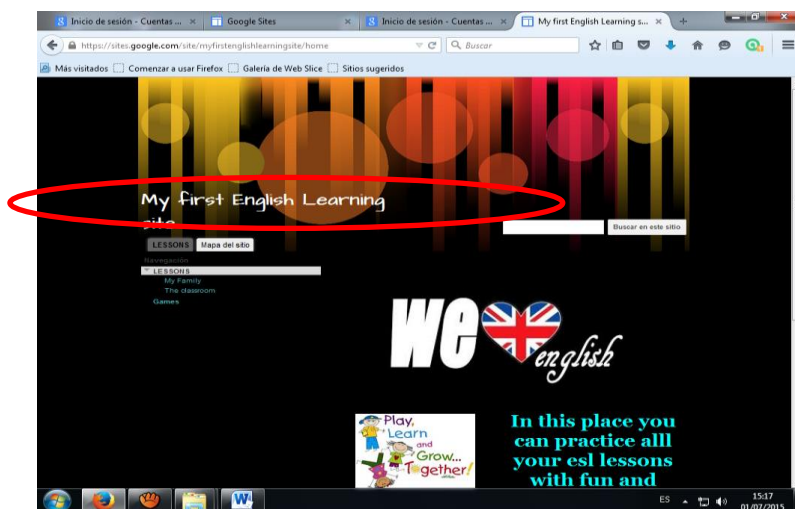 Inicio de sesión - Cuentas ...
Google Sites
Inicio de sesión - Cuentas ...
My first English Learning s...
https://sites.google.com/site/myfirstenglishlearningsite/home
Buscar
Más visitados
Comenzar a usar Firefox
Galería de Web Slice
Sitios sugeridos
My first English Learning
site
Buscar en este sitio
LESSONS
Mapa del sitio
Navegación
LESSONS
My Family
The classroom
Games
We
english
Play,
Learn
and
Grow...
Together!
In this place you
can practice alll
your esl lessons
with fun and
ES
15:17
01/07/2015